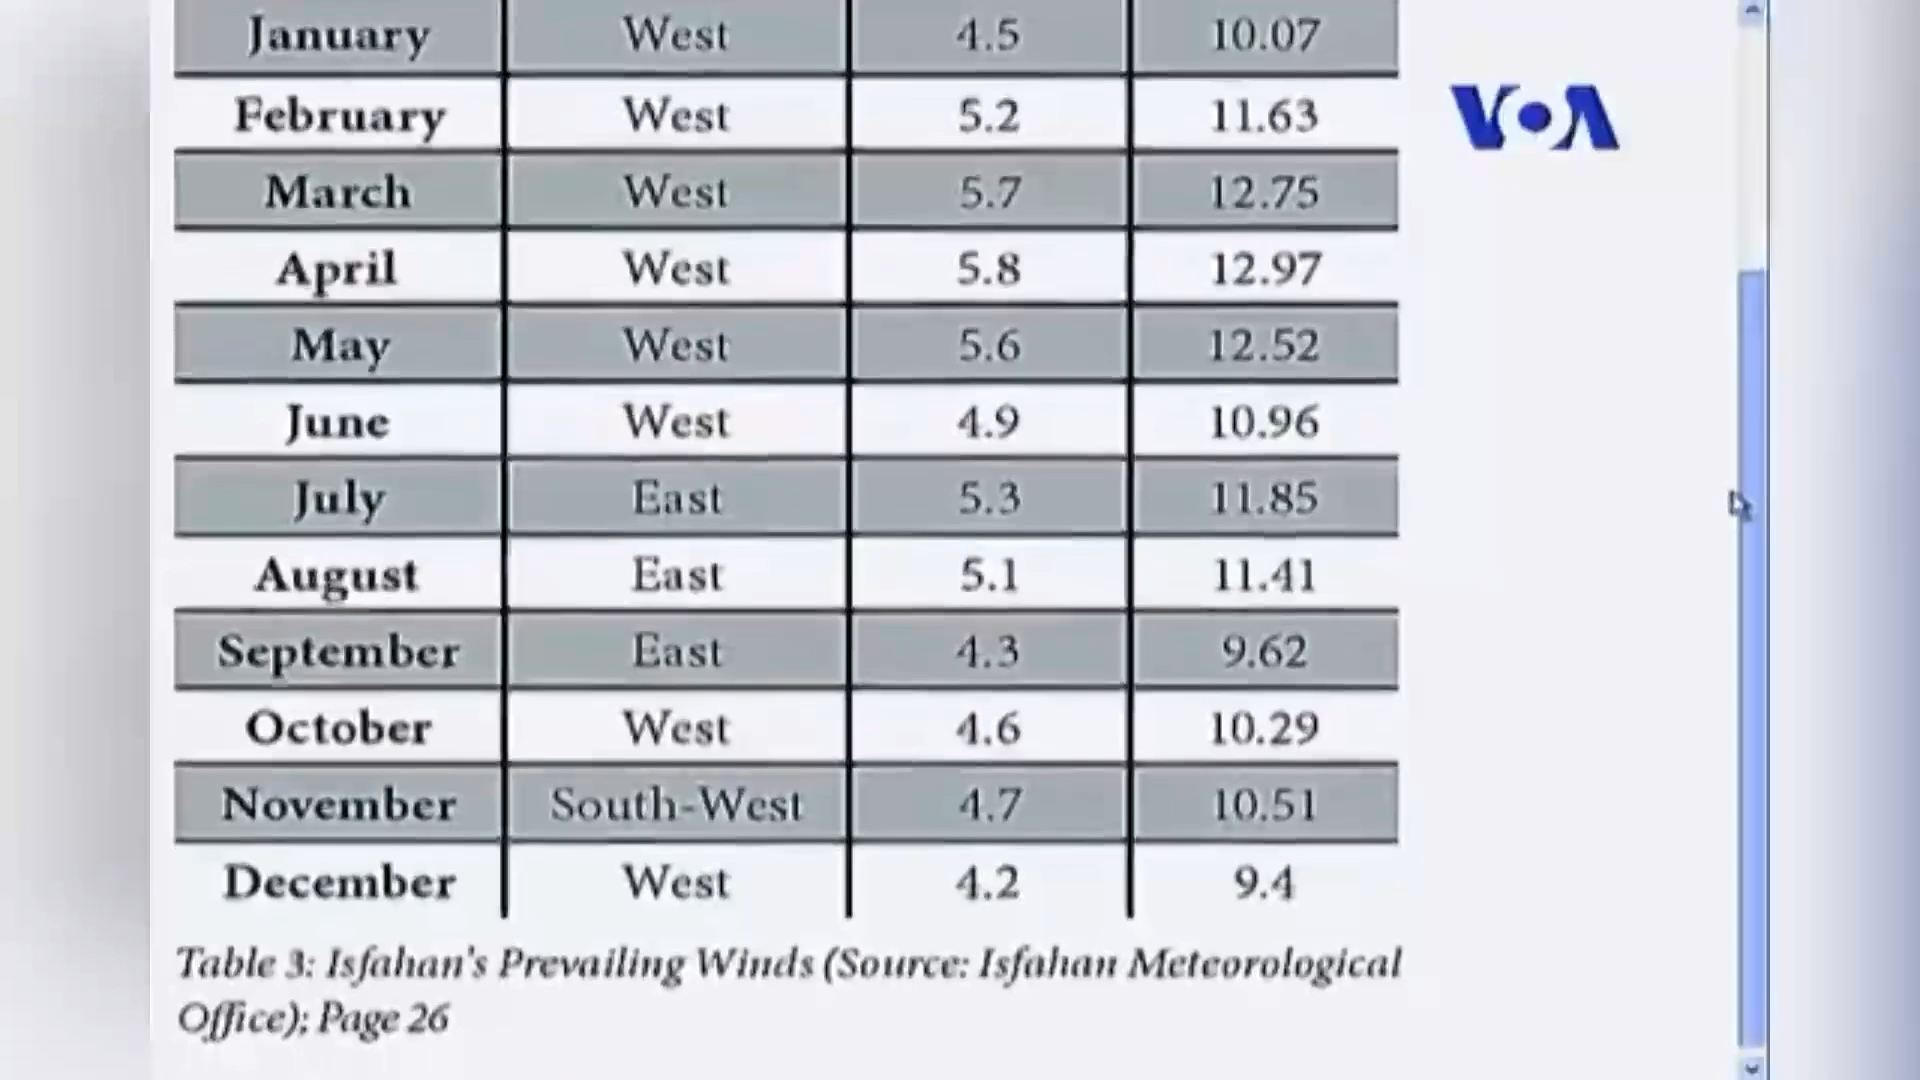 January West 4.5 10.07
VOA
February West 5.2 11.63
March West 5.7 12.75
April West 5.8 12.97
May West 5.6 12.52
June West 4.9 10.96
July East 5.3 11.85
August East 5.1 11.41
September East 4.3 9.62
October West 4.6 10.29
November South-West 4.7 10.51
December West 4.2 9.4
Table 3: Isfahan's Prevailing Winds (Source: Isfahan Meteorological
Office); Page 26